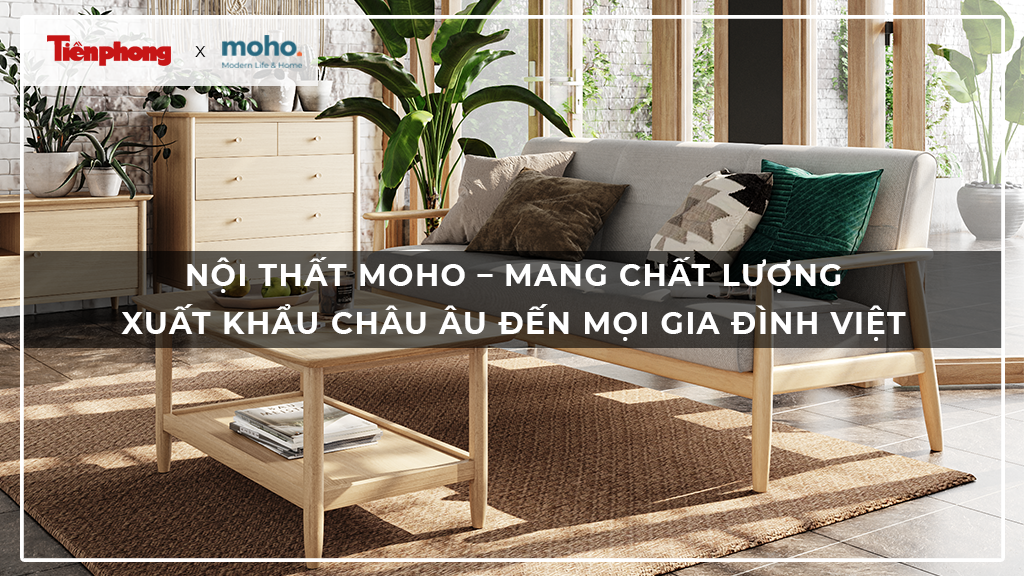 Tiềnphong x moho.
Modern Life & Home
NỘI THẤT MOHO – MANG CHẤT LƯỢNG
XUẤT KHẨU CHÂU ÂU ĐẾN MỌI GIA ĐÌNH VIỆT